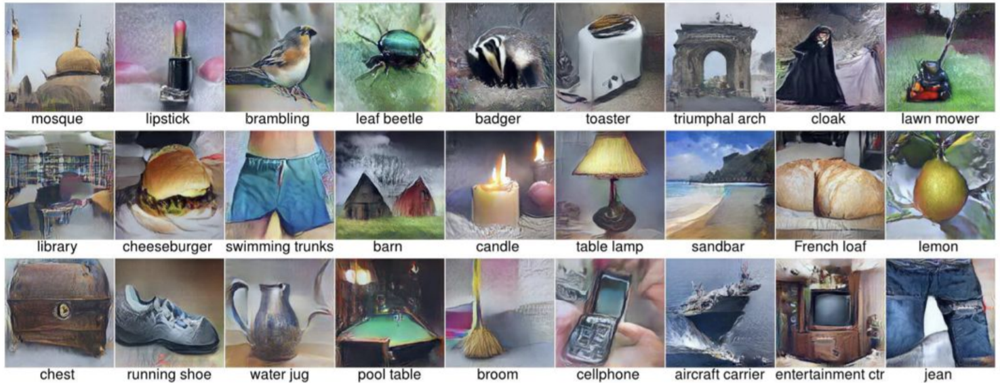 mosque
lipstick
brambling
leaf beetle
badger
toaster
triumphal arch
cloak
lawn mower
library
cheeseburger
swimming trunks
barn
candle
table lamp
sandbar
French loaf
lemon
chest
running shoe
water jug
pool table
broom
cellphone
aircraft carrier
entertainment ctr
jean